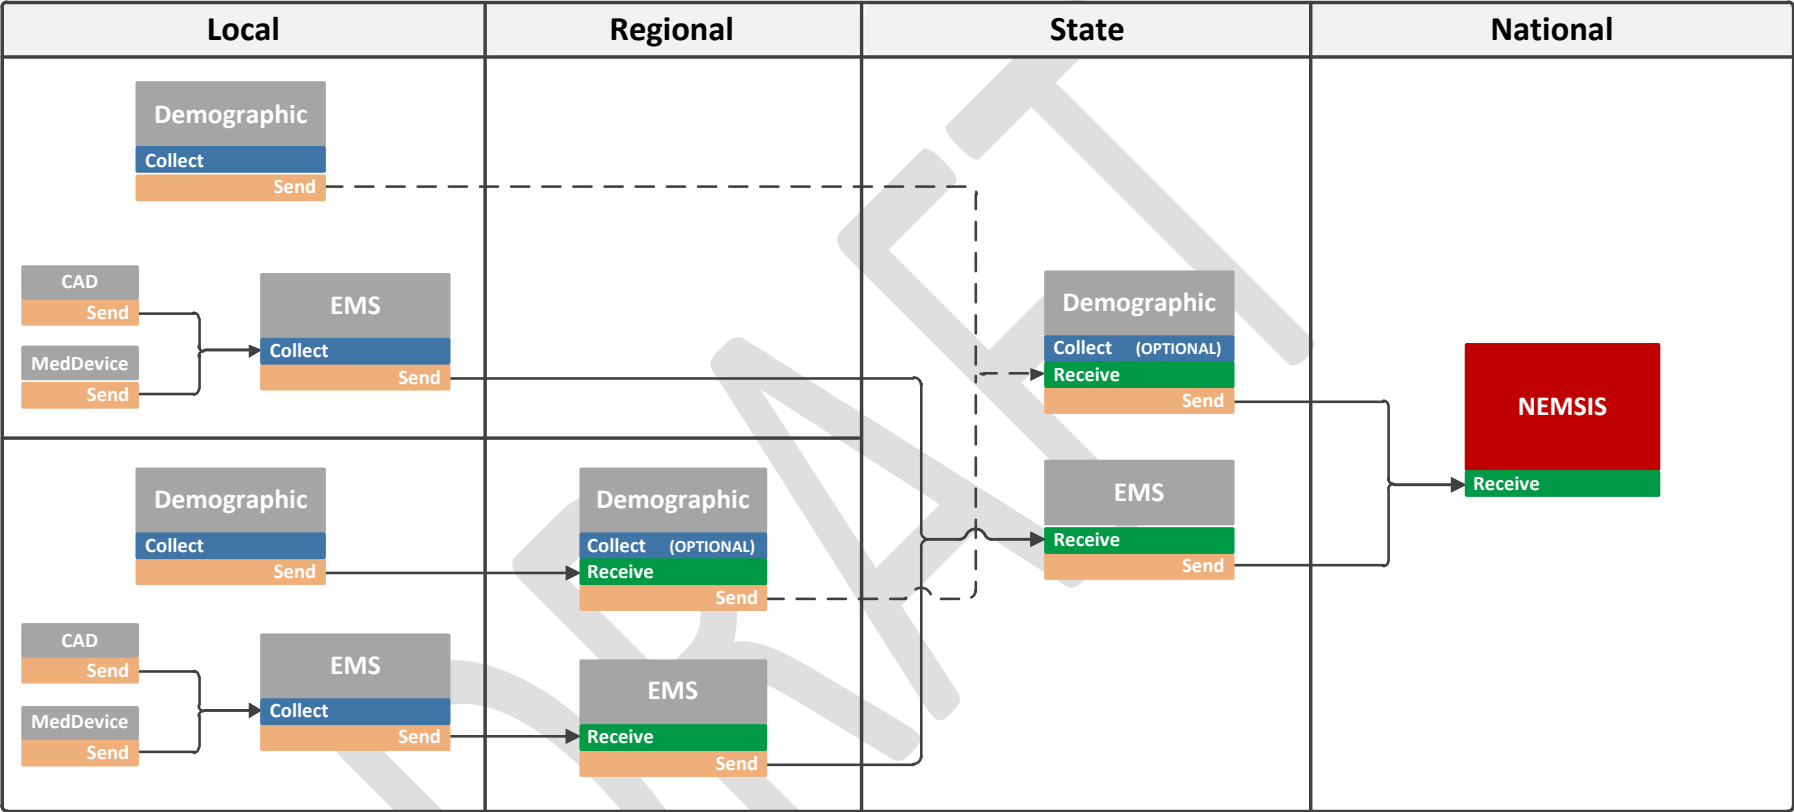 Local
Regional
State
National
Demographic
Collect
Send
CAD
Send
MedDevice
Send
EMS
Collect
Send
Demographic
Collect
Send
CAD
Send
MedDevice
Send
EMS
Collect
Send
Demographic
Collect (OPTIONAL)
Receive
Send
EMS
Receive
Send
Demographic
Collect (OPTIONAL)
Receive
Send
EMS
Receive
Send
NEMSIS
Receive
DRAFT